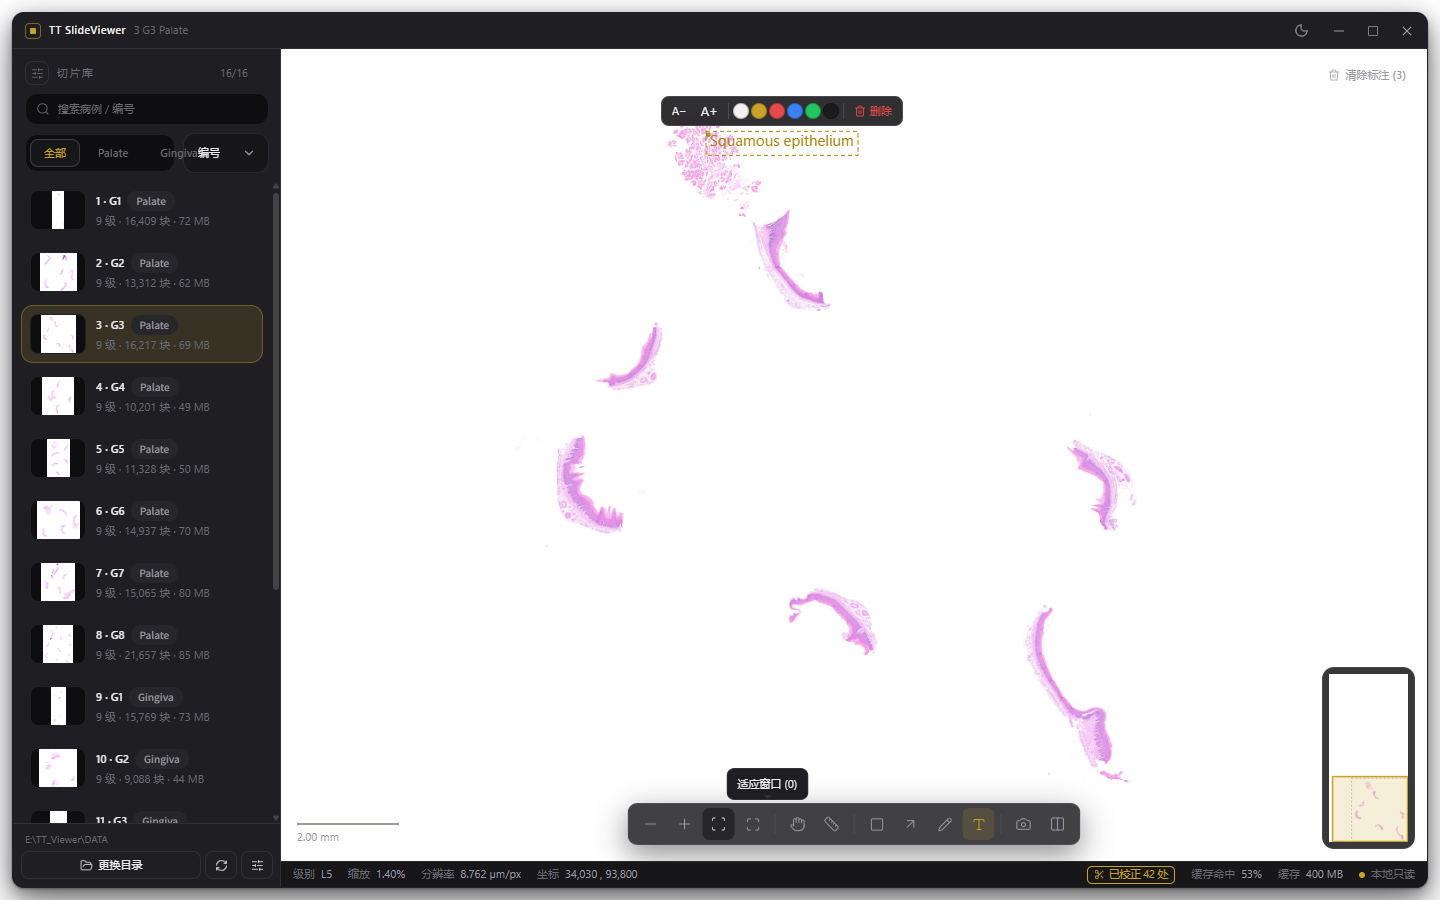 TT SlideViewer 3 G3 Palate
切片库 16/16
搜索病例 / 编号
全部 Palate Gingiva 编号
1 · G1 Palate
9 级 · 16,409 块 · 72 MB
2 · G2 Palate
9 级 · 13,312 块 · 62 MB
3 · G3 Palate
9 级 · 16,217 块 · 69 MB
4 · G4 Palate
9 级 · 10,201 块 · 49 MB
5 · G5 Palate
9 级 · 11,328 块 · 50 MB
6 · G6 Palate
9 级 · 14,937 块 · 70 MB
7 · G7 Palate
9 级 · 15,065 块 · 80 MB
8 · G8 Palate
9 级 · 21,657 块 · 85 MB
9 · G1 Gingiva
9 级 · 15,769 块 · 73 MB
10 · G2 Gingiva
9 级 · 9,088 块 · 44 MB
11 · G3 Gingiva
E:\TT_Viewer\DATA
更换目录
清除标注 (3)
A− A+ 删除
Squamous epithelium
适应窗口 (0)
2.00 mm
T
级别 L5 缩放 1.40% 分辨率 8.762 µm/px 坐标 34,030 , 93,800
已校正 42 处 缓存命中 53% 缓存 400 MB 本地只读